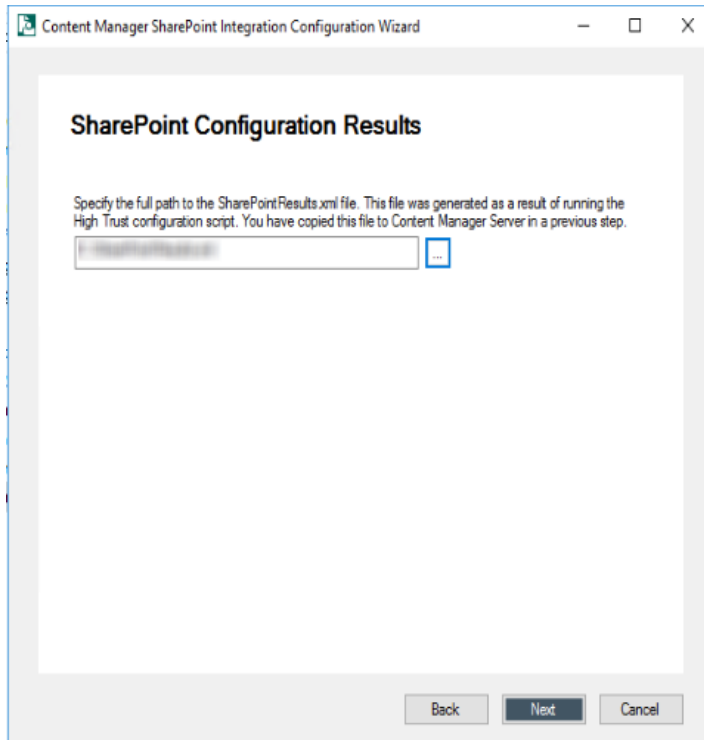 Content Manager SharePoint Integration Configuration Wizard
SharePoint Configuration Results
Specify the full path to the SharePointResults.xml file. This file was generated as a result of running the
High Trust configuration script. You have copied this file to Content Manager Server in a previous step.
...
Back Next Cancel